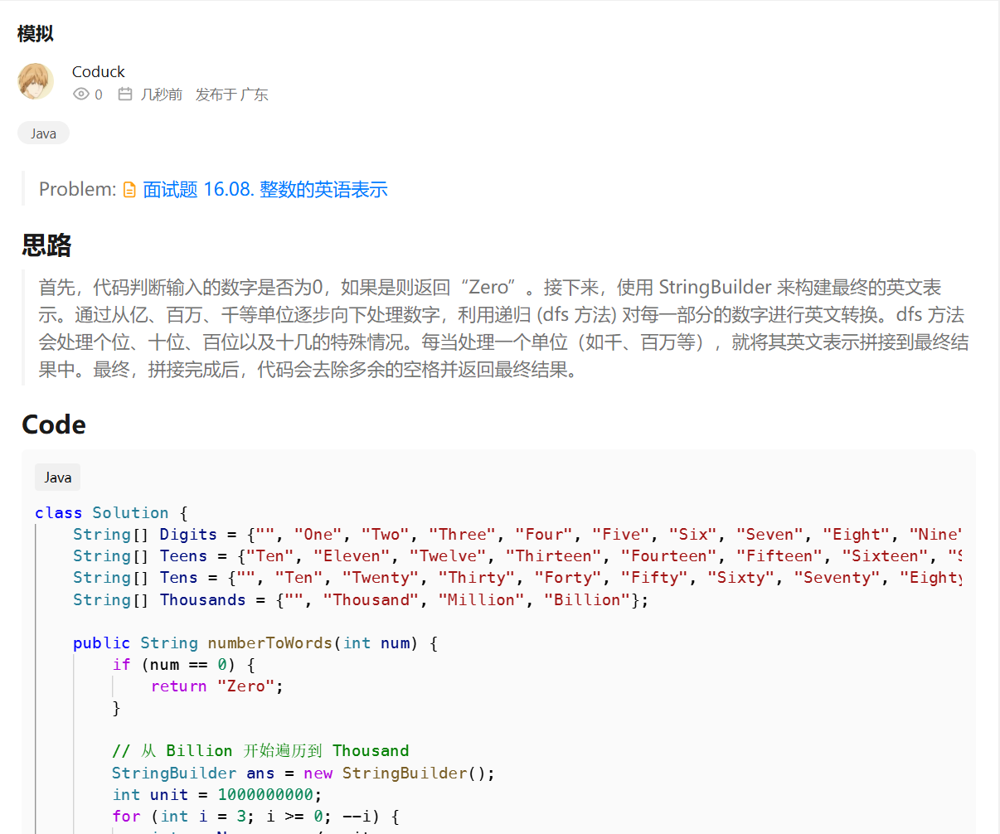 模拟
Coduck
0 几秒前 发布于 广东
Java
Problem: 面试题 16.08. 整数的英语表示
思路
首先，代码判断输入的数字是否为0，如果是则返回“Zero”。接下来，使用 StringBuilder 来构建最终的英文表
示。通过从亿、百万、千等单位逐步向下处理数字，利用递归 (dfs 方法) 对每一部分的数字进行英文转换。dfs 方法
会处理个位、十位、百位以及十几的特殊情况。每当处理一个单位（如千、百万等），就将其英文表示拼接到最终结
果中。最终，拼接完成后，代码会去除多余的空格并返回最终结果。
Code
Java
class Solution {
    String[] Digits = {"", "One", "Two", "Three", "Four", "Five", "Six", "Seven", "Eight", "Nine"
    String[] Teens = {"Ten", "Eleven", "Twelve", "Thirteen", "Fourteen", "Fifteen", "Sixteen", "
    String[] Tens = {"", "Ten", "Twenty", "Thirty", "Forty", "Fifty", "Sixty", "Seventy", "Eighty
    String[] Thousands = {"", "Thousand", "Million", "Billion"};
    public String numberToWords(int num) {
        if (num == 0) {
            return "Zero";
        }
        // 从 Billion 开始遍历到 Thousand
        StringBuilder ans = new StringBuilder();
        int unit = 1000000000;
        for (int i = 3; i >= 0; --i) {